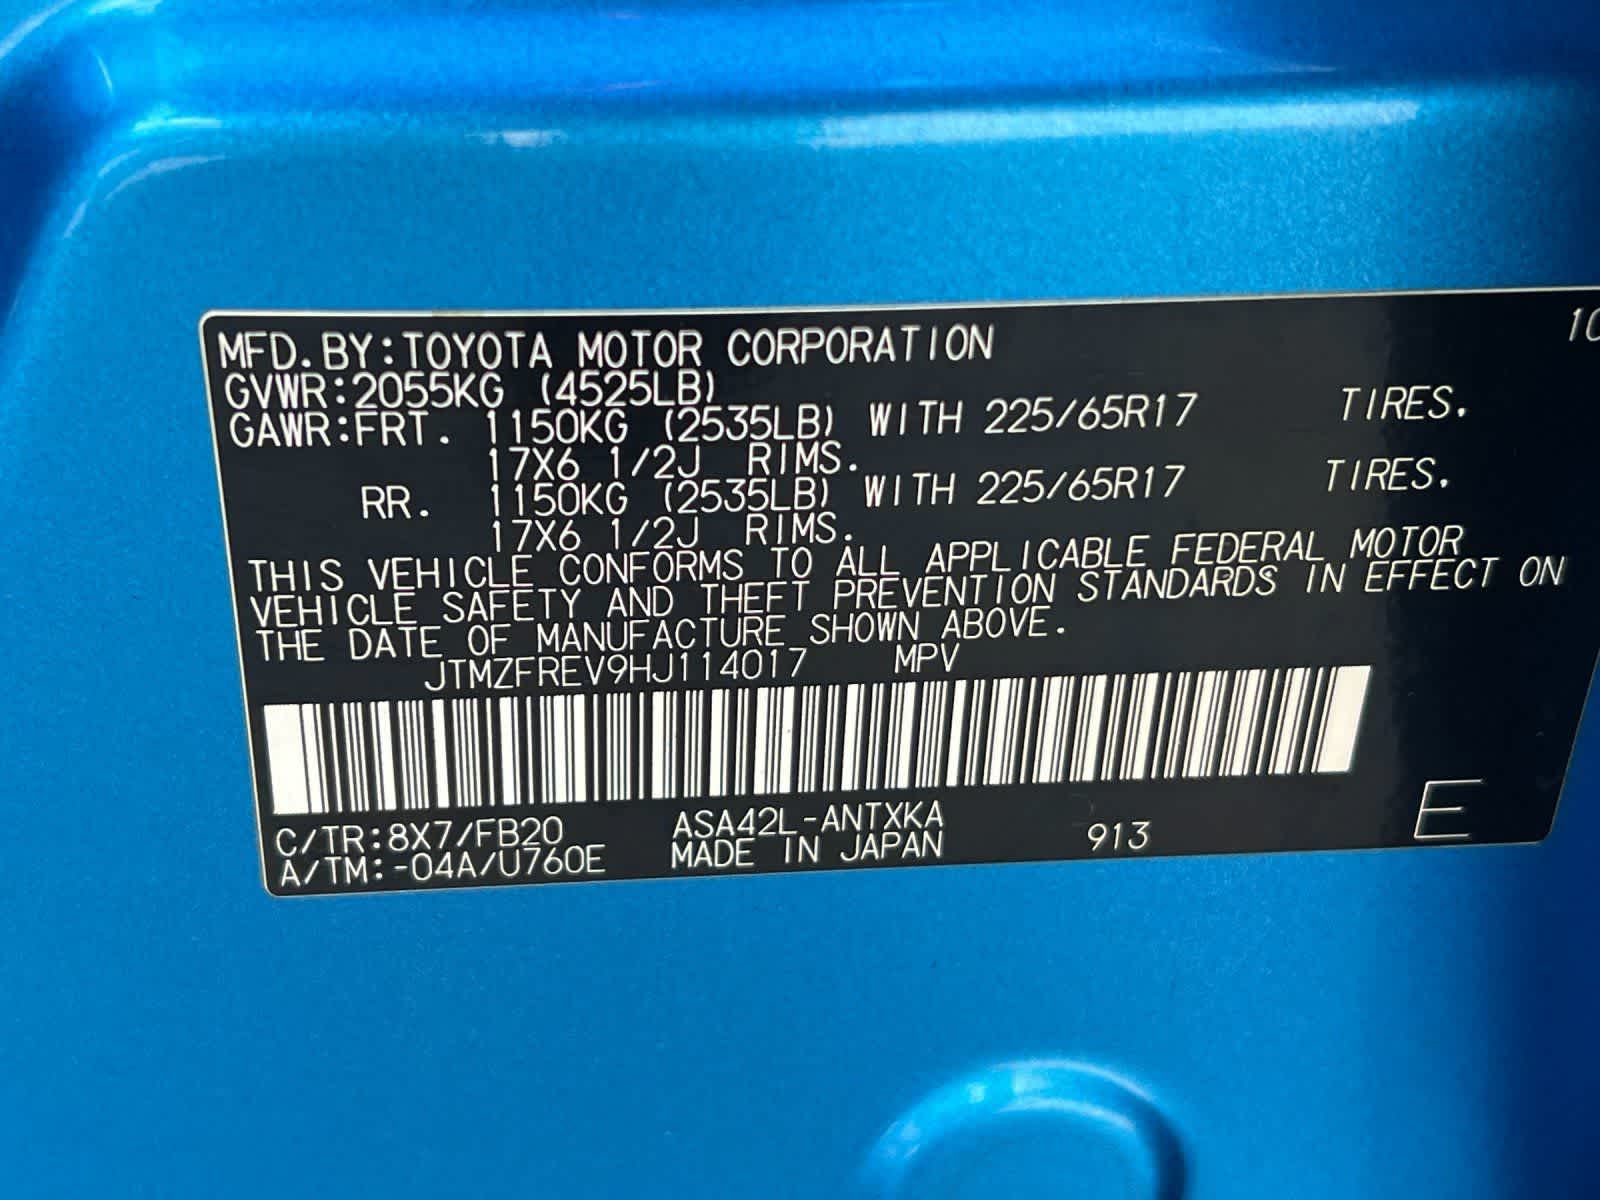 MFD.BY:TOYOTA MOTOR CORPORATION 10
GVWR:2055KG (4525LB)
GAWR:FRT. 1150KG (2535LB) WITH 225/65R17 TIRES.
17X6 1/2J RIMS.
RR. 1150KG (2535LB) WITH 225/65R17 TIRES.
17X6 1/2J RIMS.
THIS VEHICLE CONFORMS TO ALL APPLICABLE FEDERAL MOTOR
VEHICLE SAFETY AND THEFT PREVENTION STANDARDS IN EFFECT ON
THE DATE OF MANUFACTURE SHOWN ABOVE.
JTMZFREV9HJ114017 MPV
C/TR:8X7/FB20 ASA42L-ANTXKA 913 E
A/TM:-04A/U760E MADE IN JAPAN